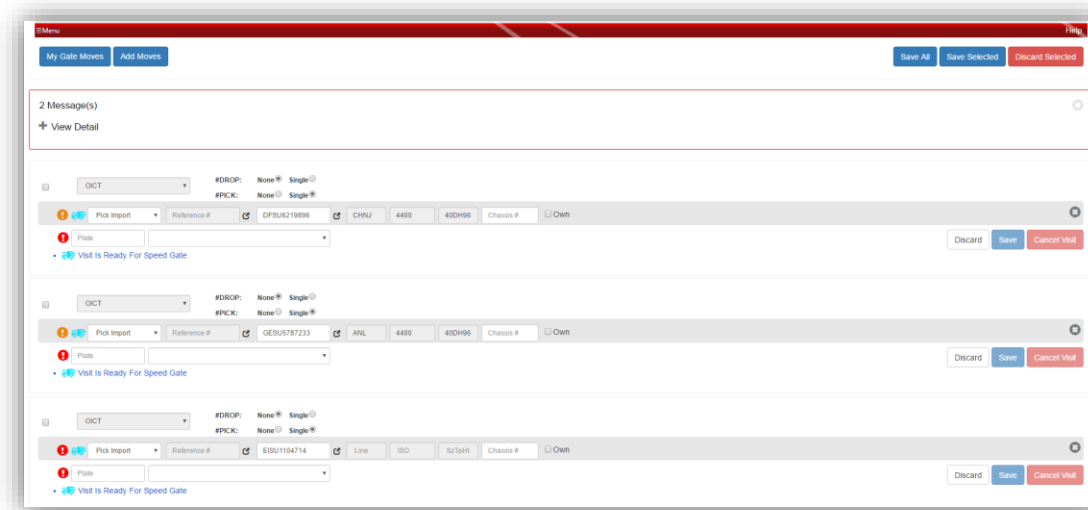 ≡Menu Help
My Gate Moves Add Moves Save All Save Selected Discard Selected
2 Message(s)
+ View Detail
OICT #DROP: None Single
#PICK: None Single
Pick Import Reference # DFSU6219896 CHNJ 4400 40DH96 Chassis # Own
Plate Discard Save Cancel Visit
• Visit Is Ready For Speed Gate
OICT #DROP: None Single
#PICK: None Single
Pick Import Reference # GESU5787233 ANL 4400 40DH96 Chassis # Own
Plate Discard Save Cancel Visit
• Visit Is Ready For Speed Gate
OICT #DROP: None Single
#PICK: None Single
Pick Import Reference # EISU1104714 Line ISO SzTpHt Chassis # Own
Plate Discard Save Cancel Visit
• Visit Is Ready For Speed Gate